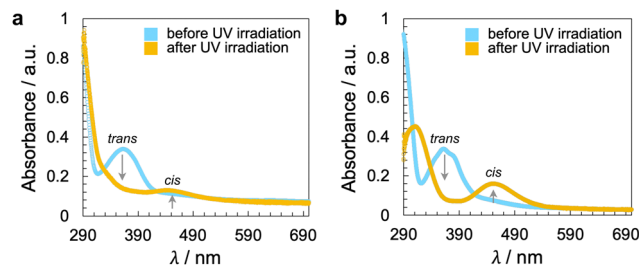 a
before UV irradiation
after UV irradiation
trans
cis
Absorbance / a.u.
1
0.8
0.6
0.4
0.2
0
290 390 490 590 690
λ / nm
b
before UV irradiation
after UV irradiation
trans
cis
Absorbance / a.u.
1
0.8
0.6
0.4
0.2
0
290 390 490 590 690
λ / nm